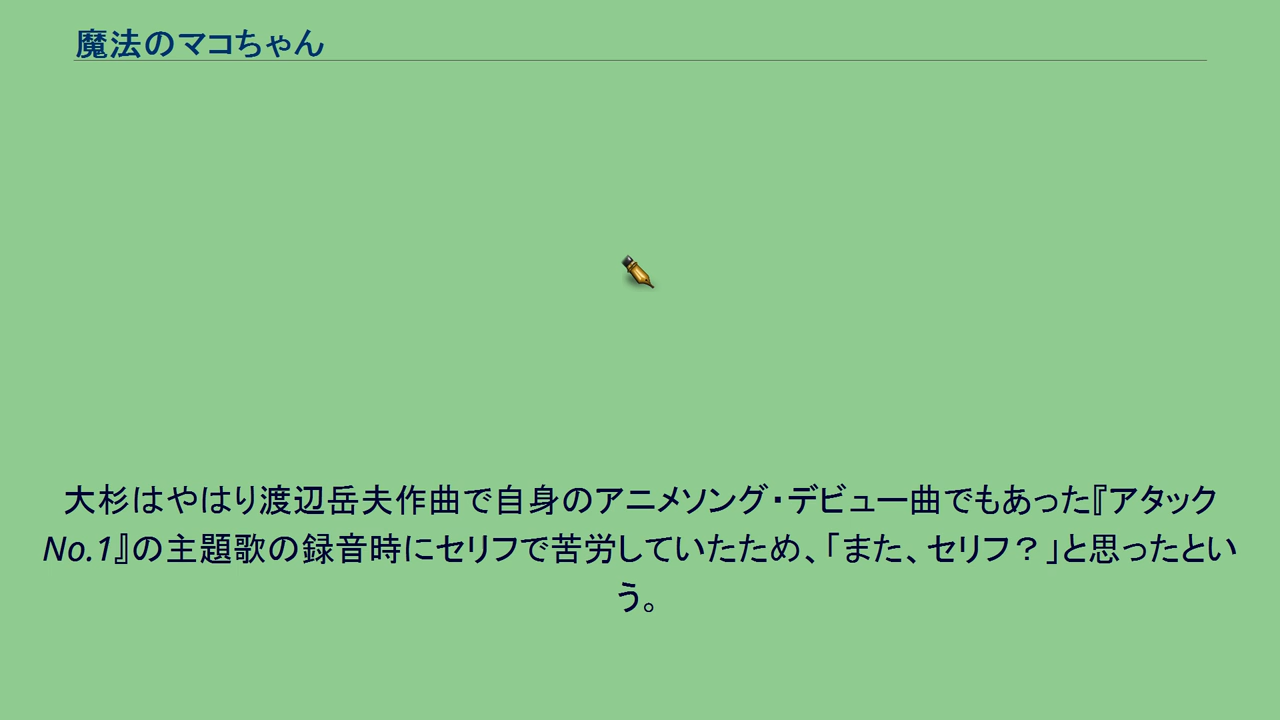 魔法のマコちゃん
大杉はやはり渡辺岳夫作曲で自身のアニメソング・デビュー曲でもあった『アタック
No.1』の主題歌の録音時にセリフで苦労していたため、「また、セリフ？」と思ったとい
う。